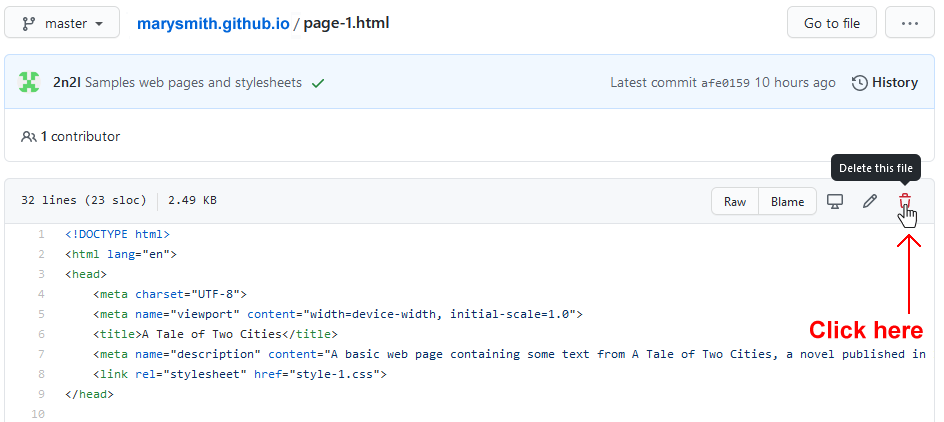 master marysmith.github.io / page-1.html Go to file ...
2n2l Samples web pages and stylesheets Latest commit afe0159 10 hours ago History
1 contributor
Delete this file
32 lines (23 sloc) 2.49 KB Raw Blame
1 <!DOCTYPE html>
2 <html lang="en">
3 <head>
4 <meta charset="UTF-8">
5 <meta name="viewport" content="width=device-width, initial-scale=1.0">
6 <title>A Tale of Two Cities</title>
7 <meta name="description" content="A basic web page containing some text from A Tale of Two Cities, a novel published in
8 <link rel="stylesheet" href="style-1.css">
9 </head>
10
Click here